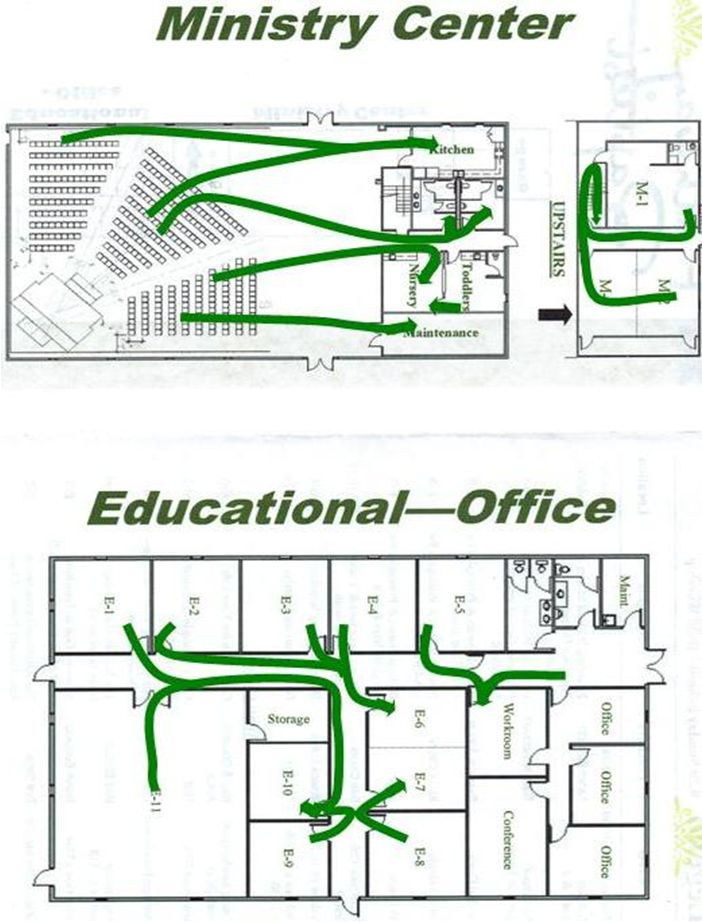 Ministry Center
Kitchen
M-1
UPSTAIRS
Nursery
Toddlers
Maintenance
Educational—Office
E-1
E-2
E-3
E-4
E-5
Maint.
Storage
E-6
Workroom
Office
E-10
E-7
Office
E-11
E-9
E-8
Conference
Office